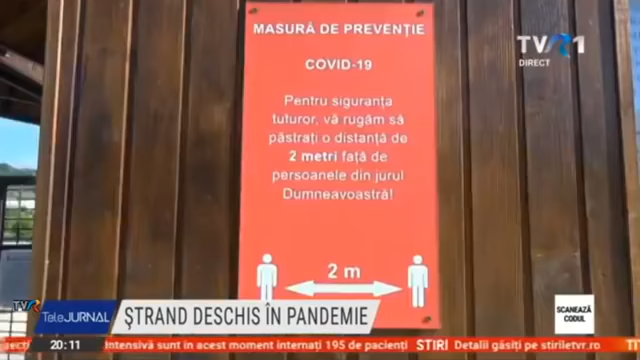 MASURĂ DE PREVENȚIE
COVID-19
Pentru siguranța
tuturor, vă rugăm să
păstrați o distanță de
2 metri față de
persoanele din jurul
Dumneavoastră!
2 m
TVR1
DIRECT
SCANEAZĂ
CODUL
TVR
TeleJURNAL
ȘTRAND DESCHIS ÎN PANDEMIE
20:11
Intensivă sunt în acest moment internați 195 de pacienți
ȘTIRI
Detalii găsiți pe stiriletvr.ro